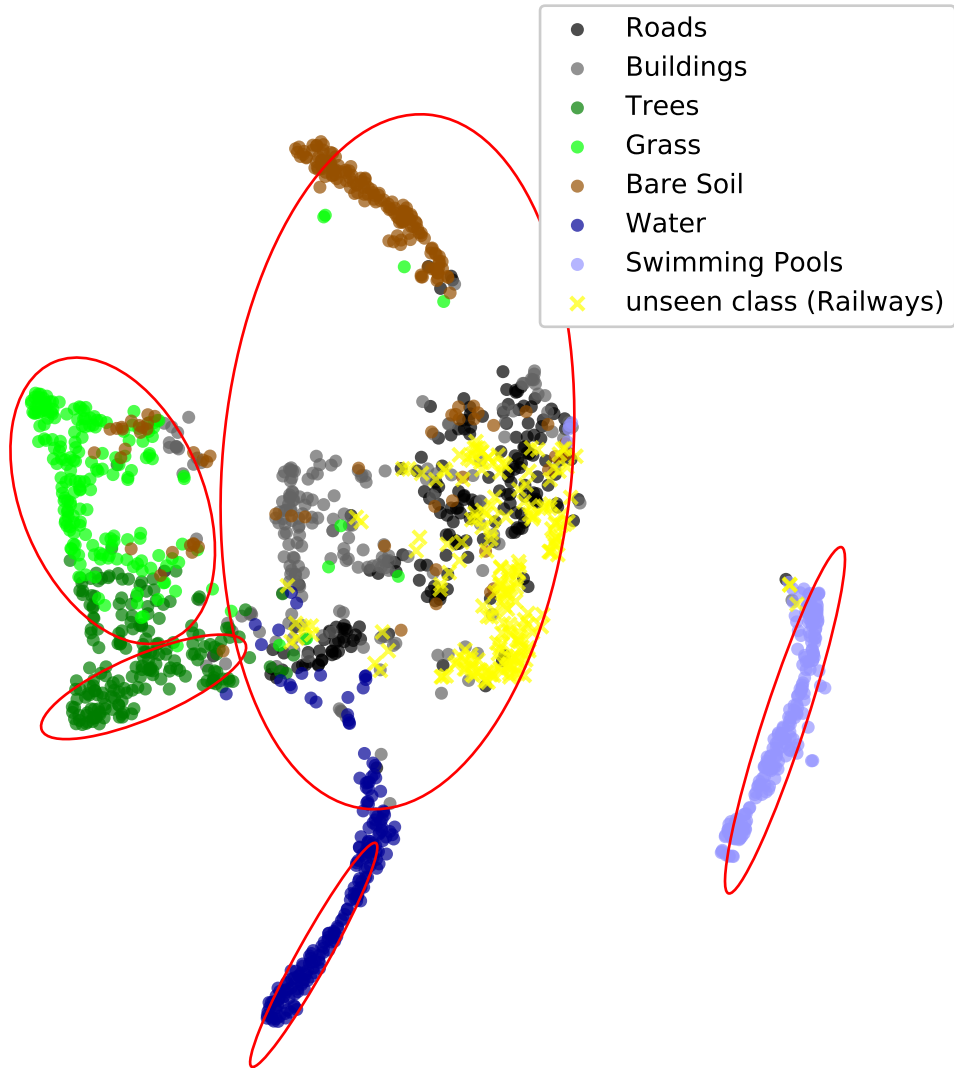 Roads
Buildings
Trees
Grass
Bare Soil
Water
Swimming Pools
unseen class (Railways)